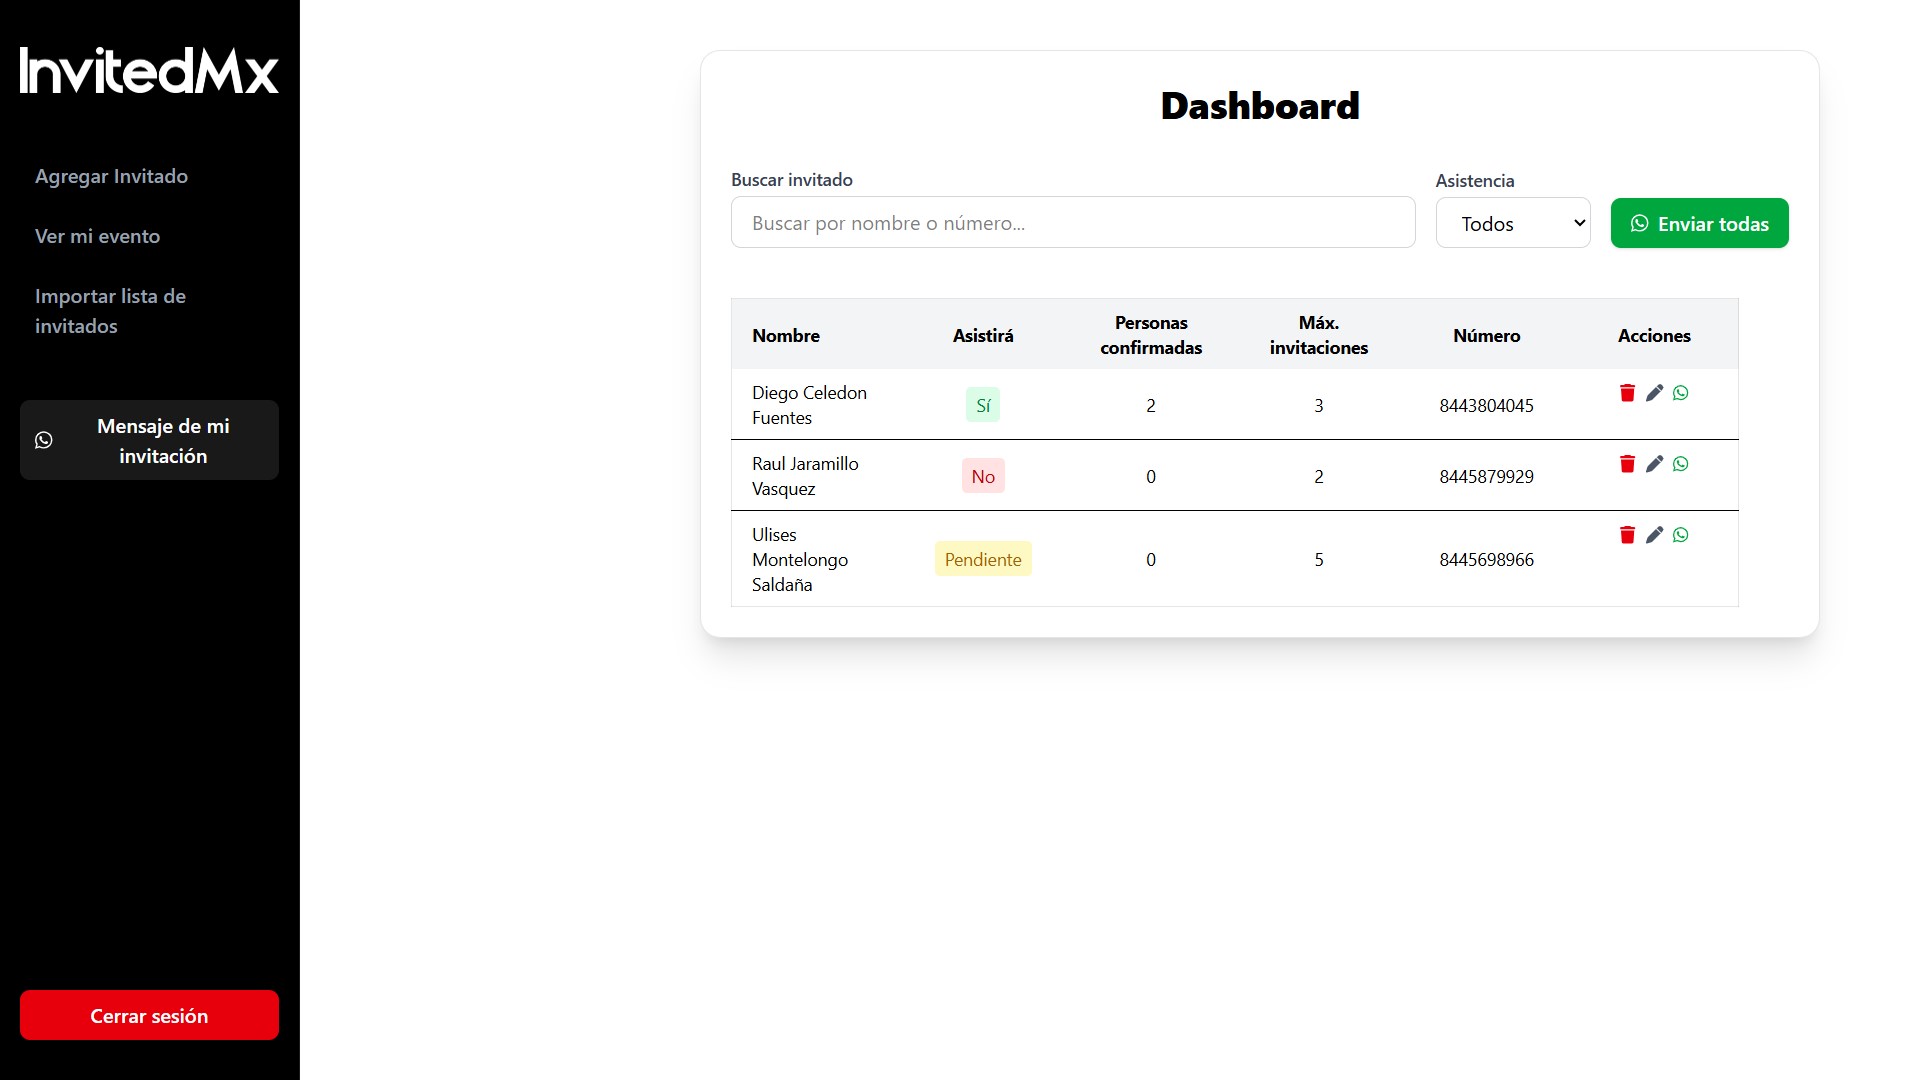 InvitedMx
Agregar Invitado
Ver mi evento
Importar lista de
invitados
Mensaje de mi
invitación
Cerrar sesión
Dashboard
Buscar invitado
Buscar por nombre o número...
Asistencia
Todos
Enviar todas
Nombre
Asistirá
Personas
confirmadas
Máx.
invitaciones
Número
Acciones
Diego Celedon
Fuentes
Sí
2
3
8443804045
Raul Jaramillo
Vasquez
No
0
2
8445879929
Ulises
Montelongo
Saldaña
Pendiente
0
5
8445698966